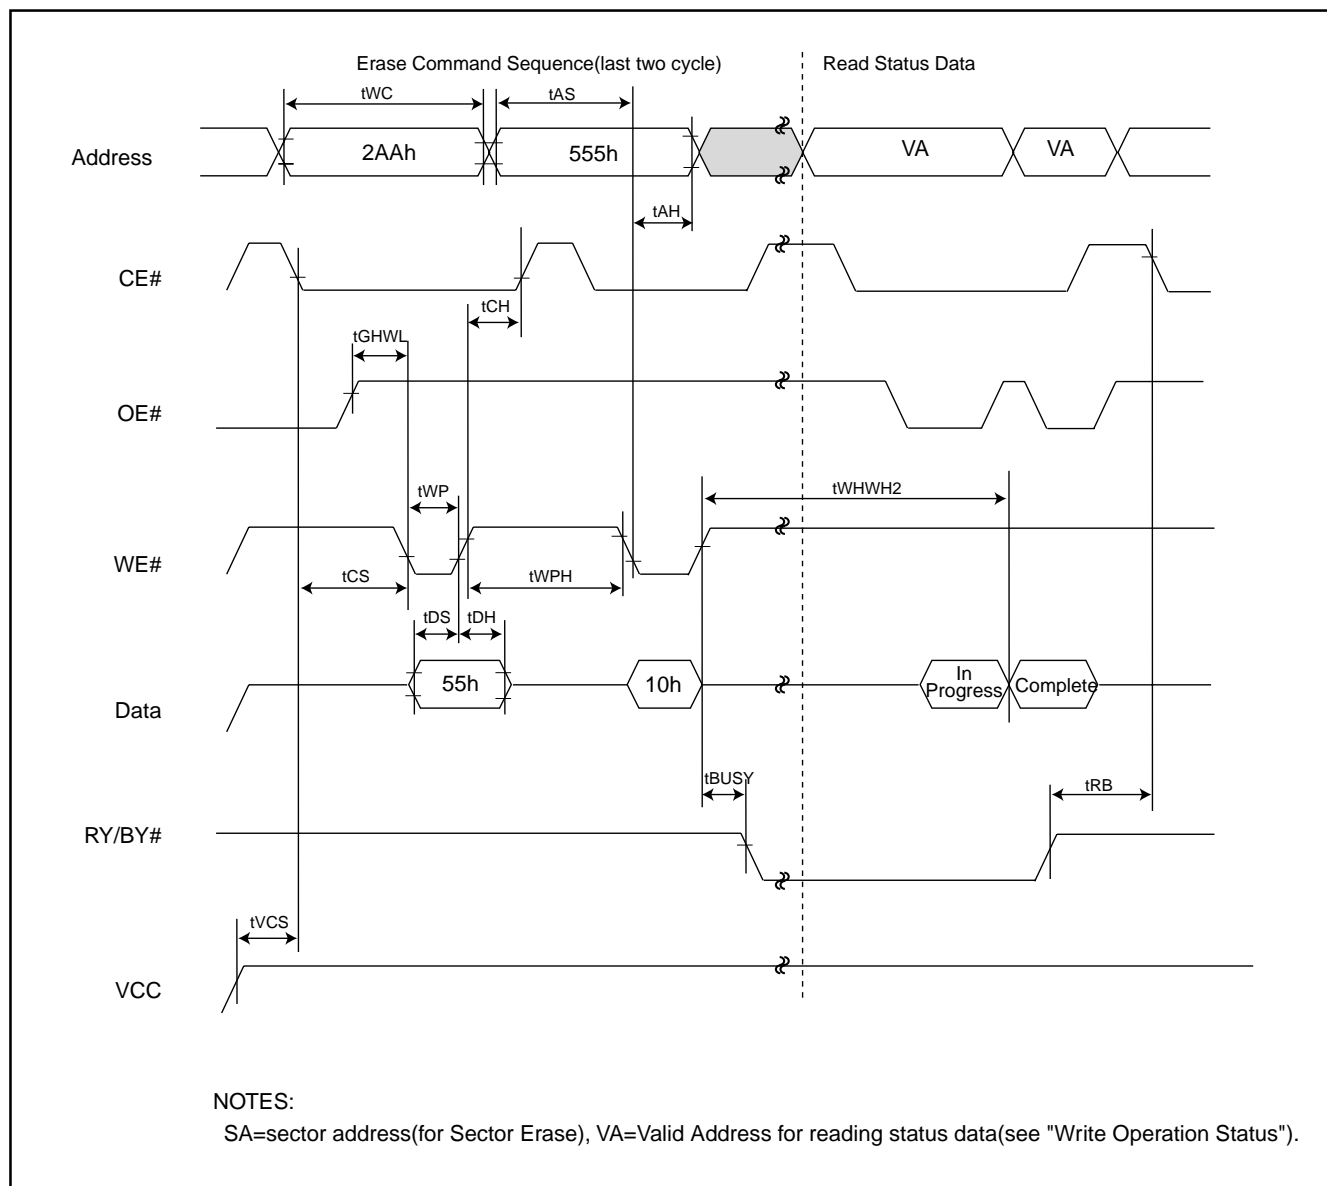 Erase Command Sequence(last two cycle)
Read Status Data
tWC
tAS
Address
2AAh
555h
VA
VA
tAH
CE#
tCH
tGHWL
OE#
tWP
tWHWH2
WE#
tCS
tWPH
tDS
tDH
Data
55h
10h
In
Progress
Complete
tBUSY
tRB
RY/BY#
tVCS
VCC
NOTES:
SA=sector address(for Sector Erase), VA=Valid Address for reading status data(see "Write Operation Status").